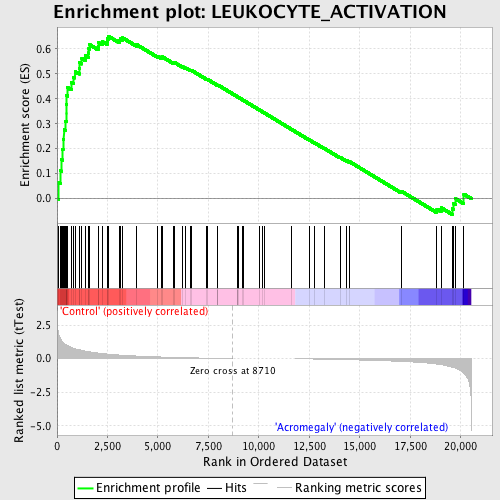 Enrichment plot: LEUKOCYTE_ACTIVATION
Enrichment score (ES)
0.6
0.5
0.4
0.3
0.2
0.1
0.0
'Control' (positively correlated)
Ranked list metric (tTest)
2.5
0.0
-2.5
-5.0
Zero cross at 8710
'Acromegaly' (negatively correlated)
0
2,500
5,000
7,500
10,000
12,500
15,000
17,500
20,000
Rank in Ordered Dataset
Enrichment profile
Hits
Ranking metric scores